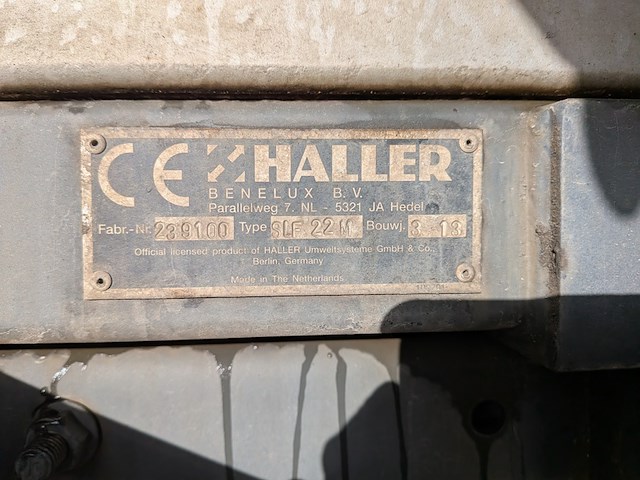 CE HALLER
BENELUX B.V.
Parallelweg 7. NL - 5321 JA Hedel
Fabr.-Nr. 239100 Type SLF 22 M Bouwj. 3-13
Official licensed product of HALLER Umweltsysteme GmbH & Co.,
Berlin, Germany
Made in The Netherlands